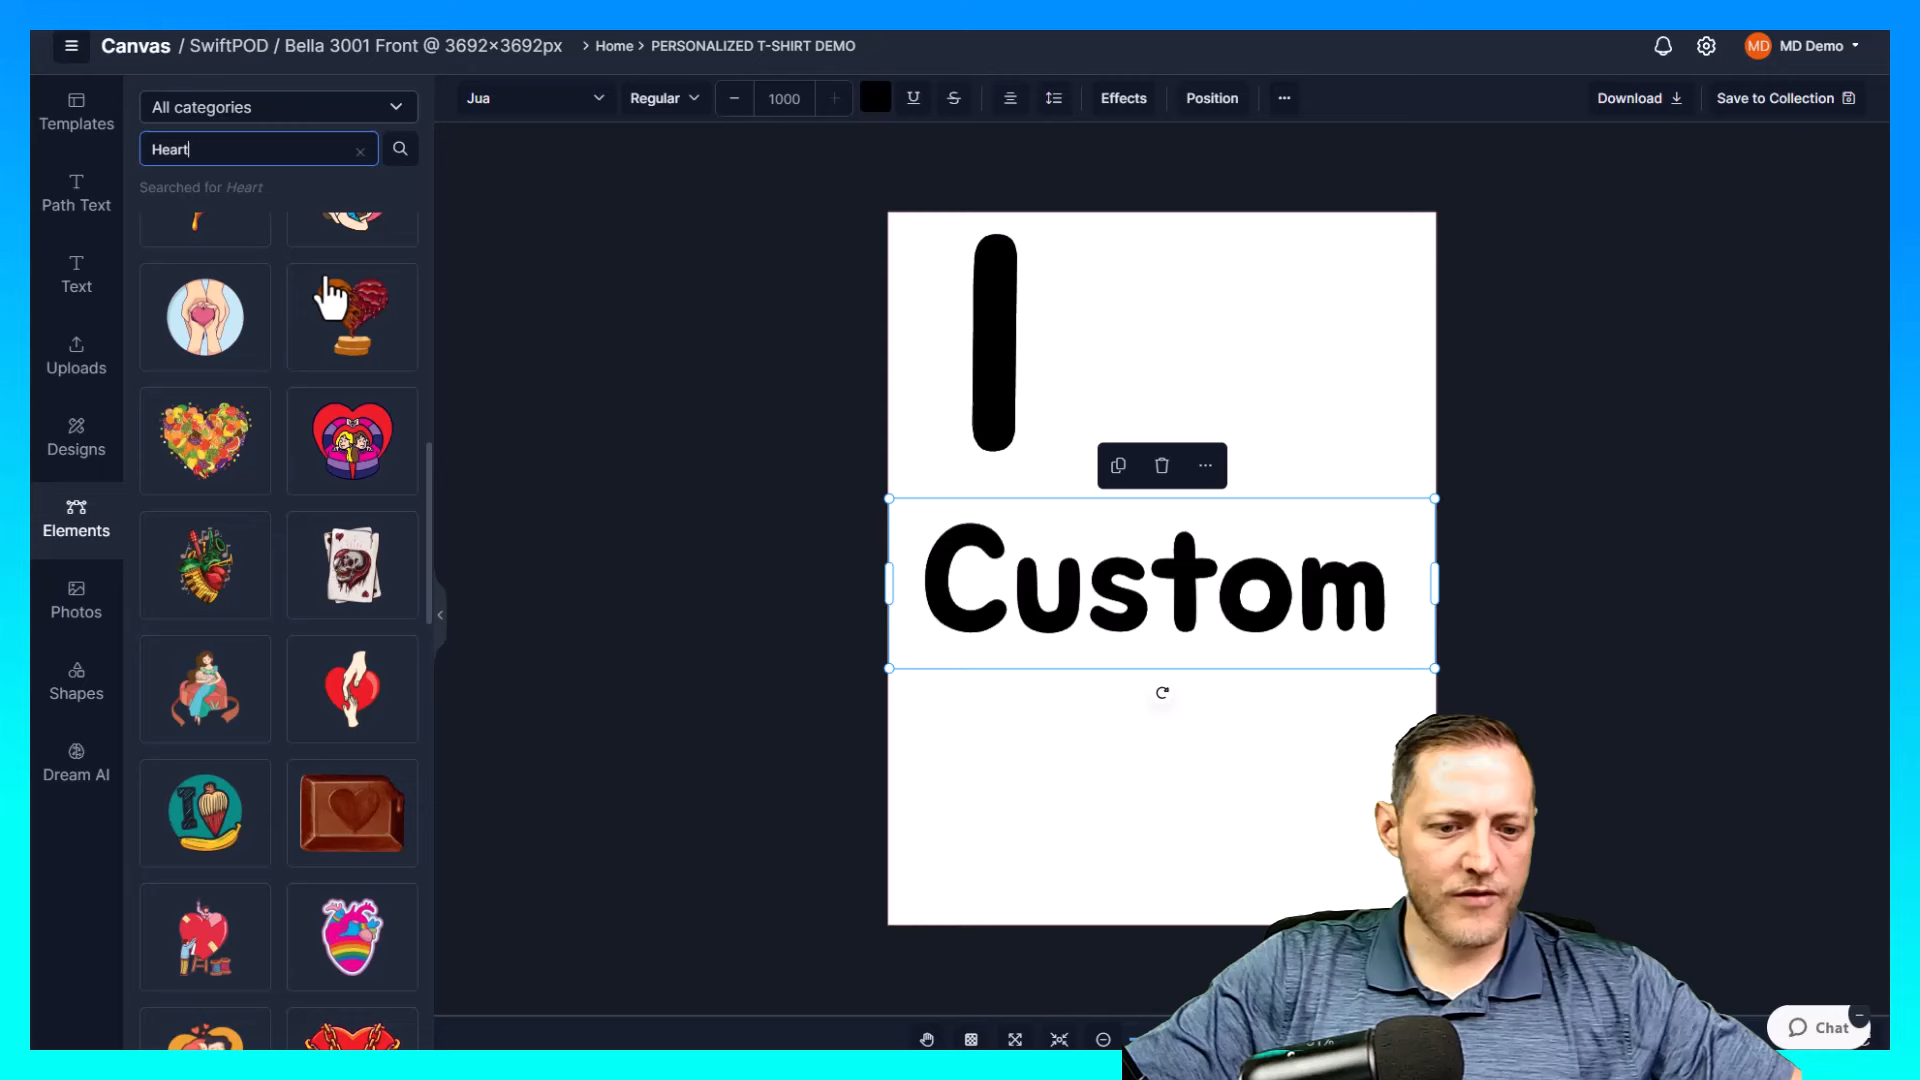 Canvas / SwiftPOD / Bella 3001 Front @ 3692×3692px > Home > PERSONALIZED T-SHIRT DEMO
MD MD Demo
Templates
Path Text
Text
Uploads
Designs
Elements
Photos
Shapes
Dream AI
All categories
Heart
Searched for Heart
Jua
Regular
1000
Effects
Position
Download
Save to Collection
I
Custom
Chat